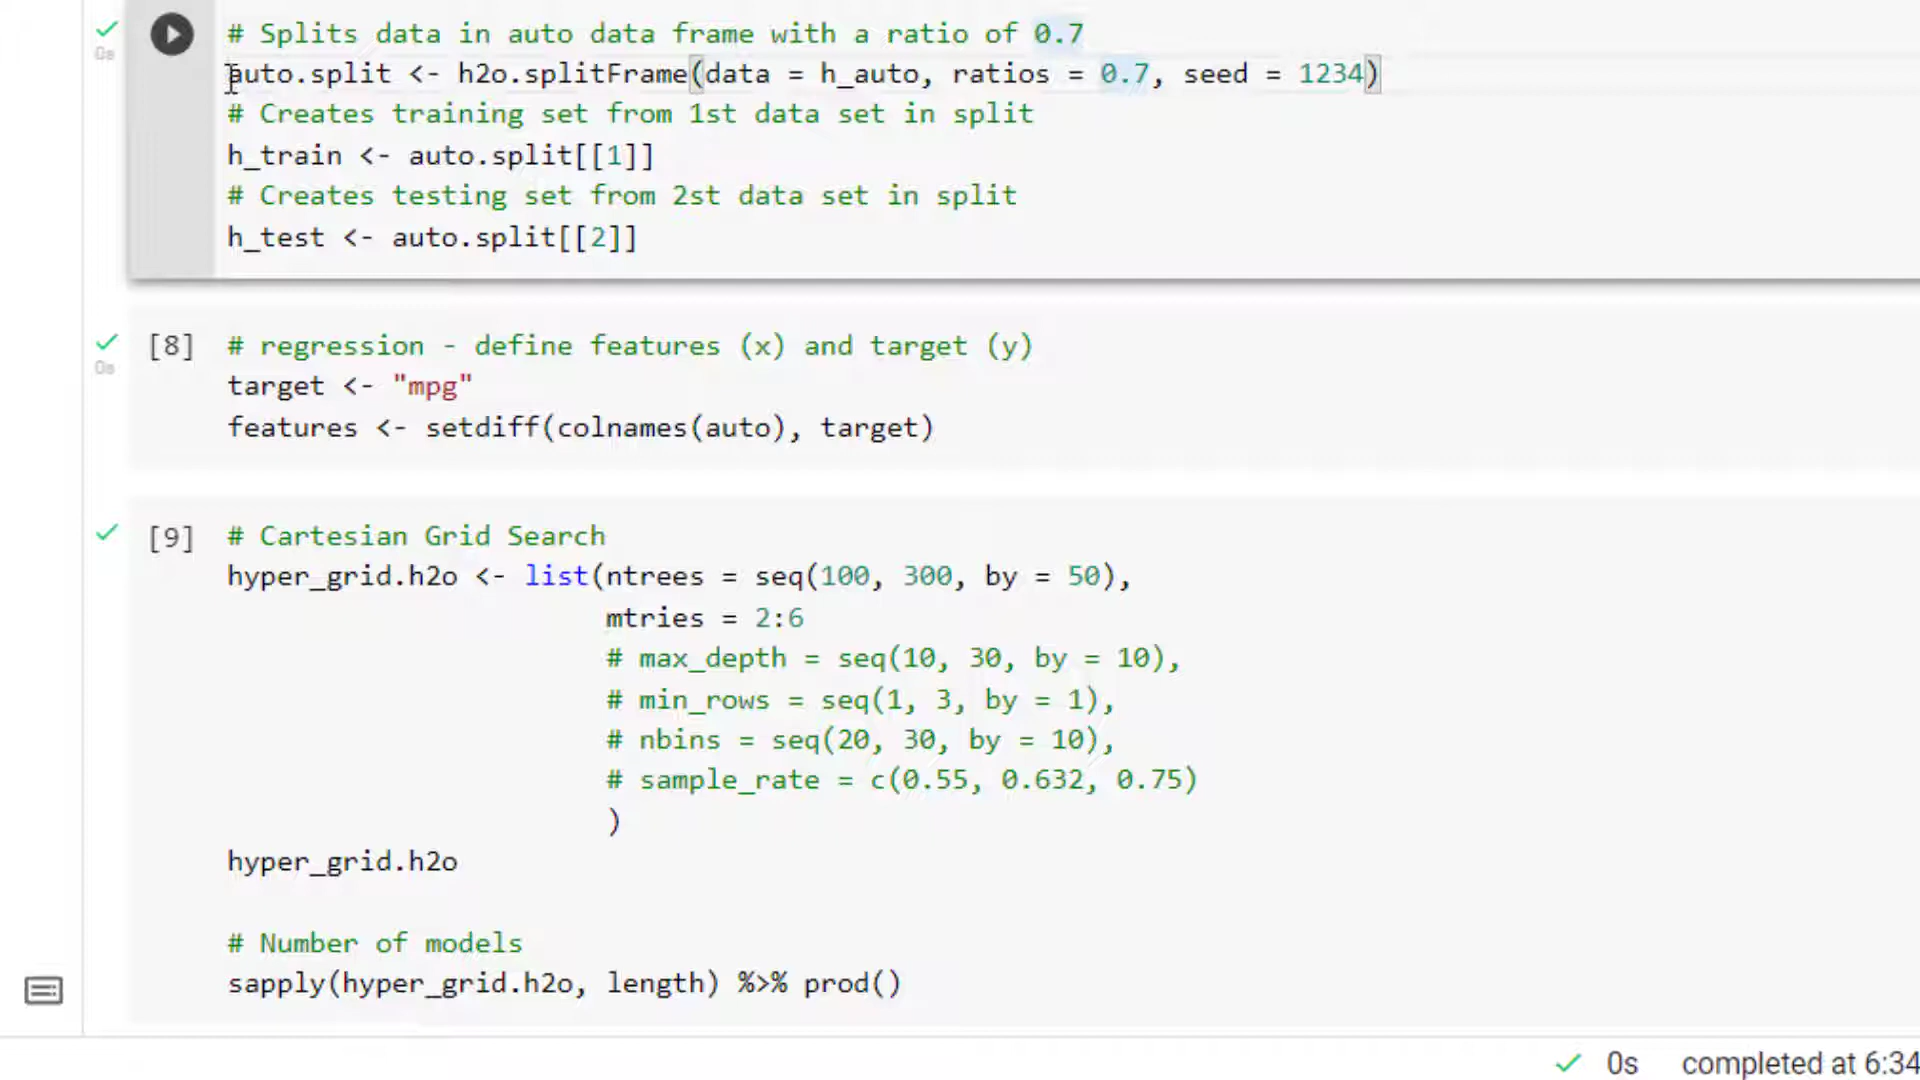 # Splits data in auto data frame with a ratio of 0.7
0s
auto.split <- h2o.splitFrame(data = h_auto, ratios = 0.7, seed = 1234)
# Creates training set from 1st data set in split
h_train <- auto.split[[1]]
# Creates testing set from 2st data set in split
h_test <- auto.split[[2]]
[8] # regression - define features (x) and target (y)
0s
target <- "mpg"
features <- setdiff(colnames(auto), target)
[9] # Cartesian Grid Search
hyper_grid.h2o <- list(ntrees = seq(100, 300, by = 50),
mtries = 2:6
# max_depth = seq(10, 30, by = 10),
# min_rows = seq(1, 3, by = 1),
# nbins = seq(20, 30, by = 10),
# sample_rate = c(0.55, 0.632, 0.75)
)
hyper_grid.h2o
# Number of models
sapply(hyper_grid.h2o, length) %>% prod()
0s completed at 6:34